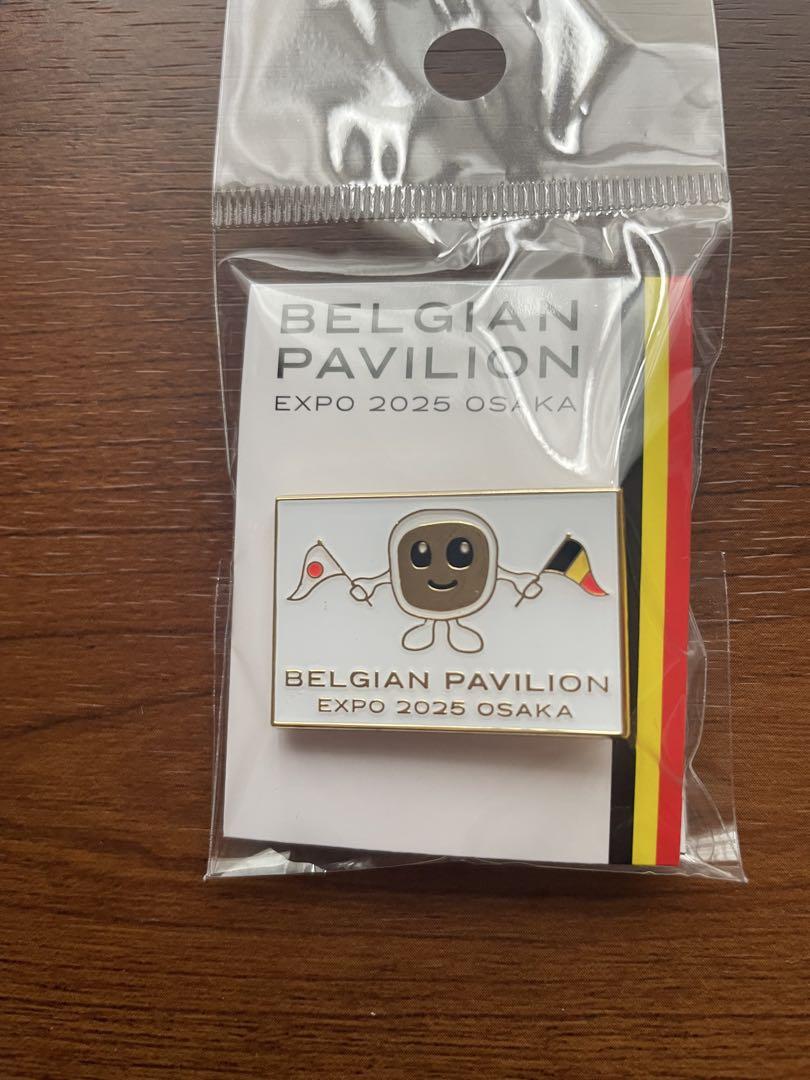 BELGIAN
PAVILION
EXPO 2025 OSAKA
BELGIAN PAVILION
EXPO 2025 OSAKA